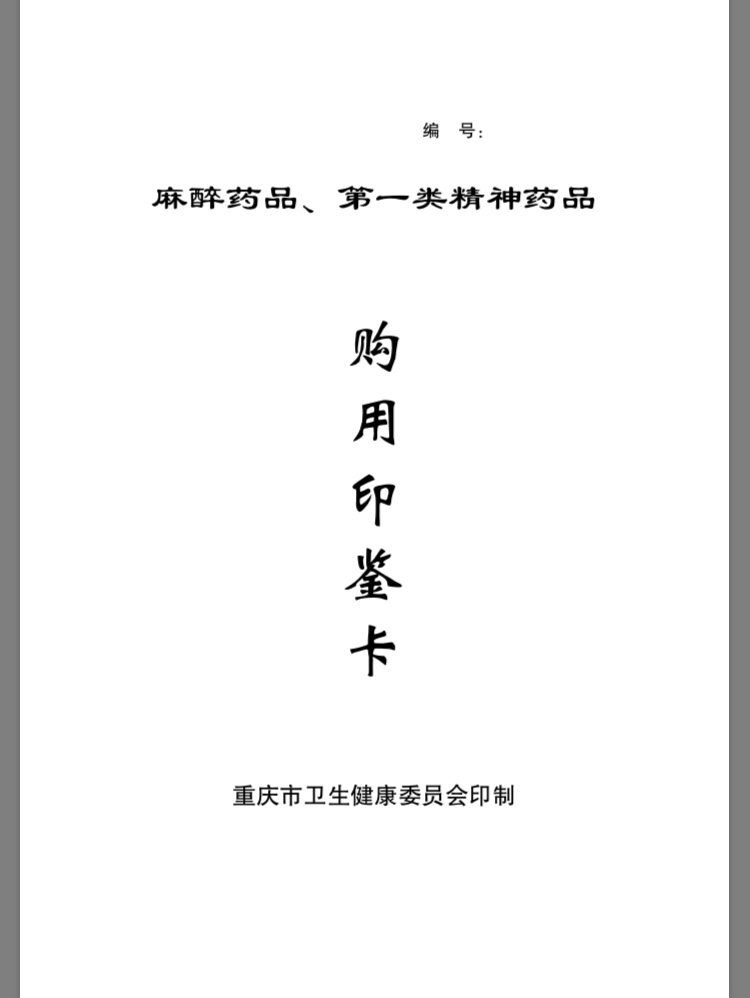 编　号：
麻醉药品、第一类精神药品
购
用
印
鉴
卡
重庆市卫生健康委员会印制